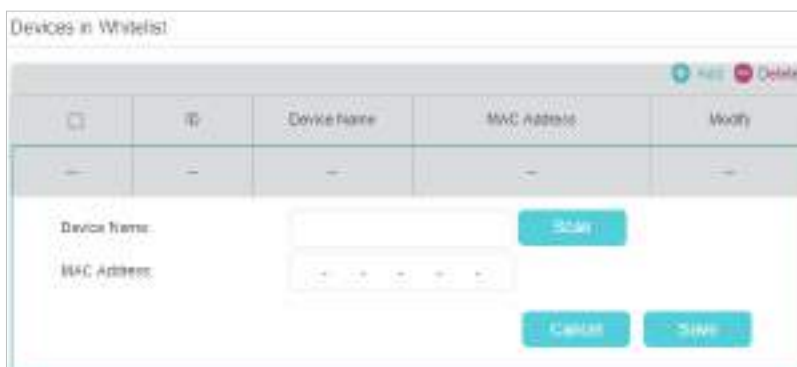 Devices in Whitelist
Add Delete
ID Device Name MAC Address Modify
-- -- -- -- --
Device Name:
Scan
MAC Address:
- - - - -
Cancel Save